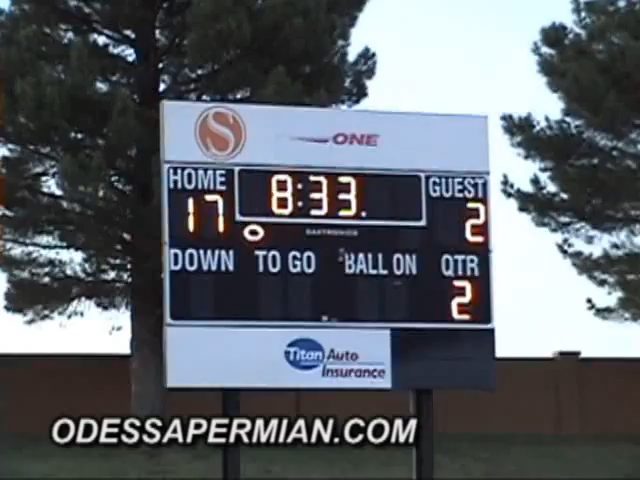 S ONE
HOME 8:33 GUEST
17 2
DAKTRONICS
DOWN TO GO BALL ON QTR
2
Titan Auto
Insurance
ODESSAPERMIAN.COM